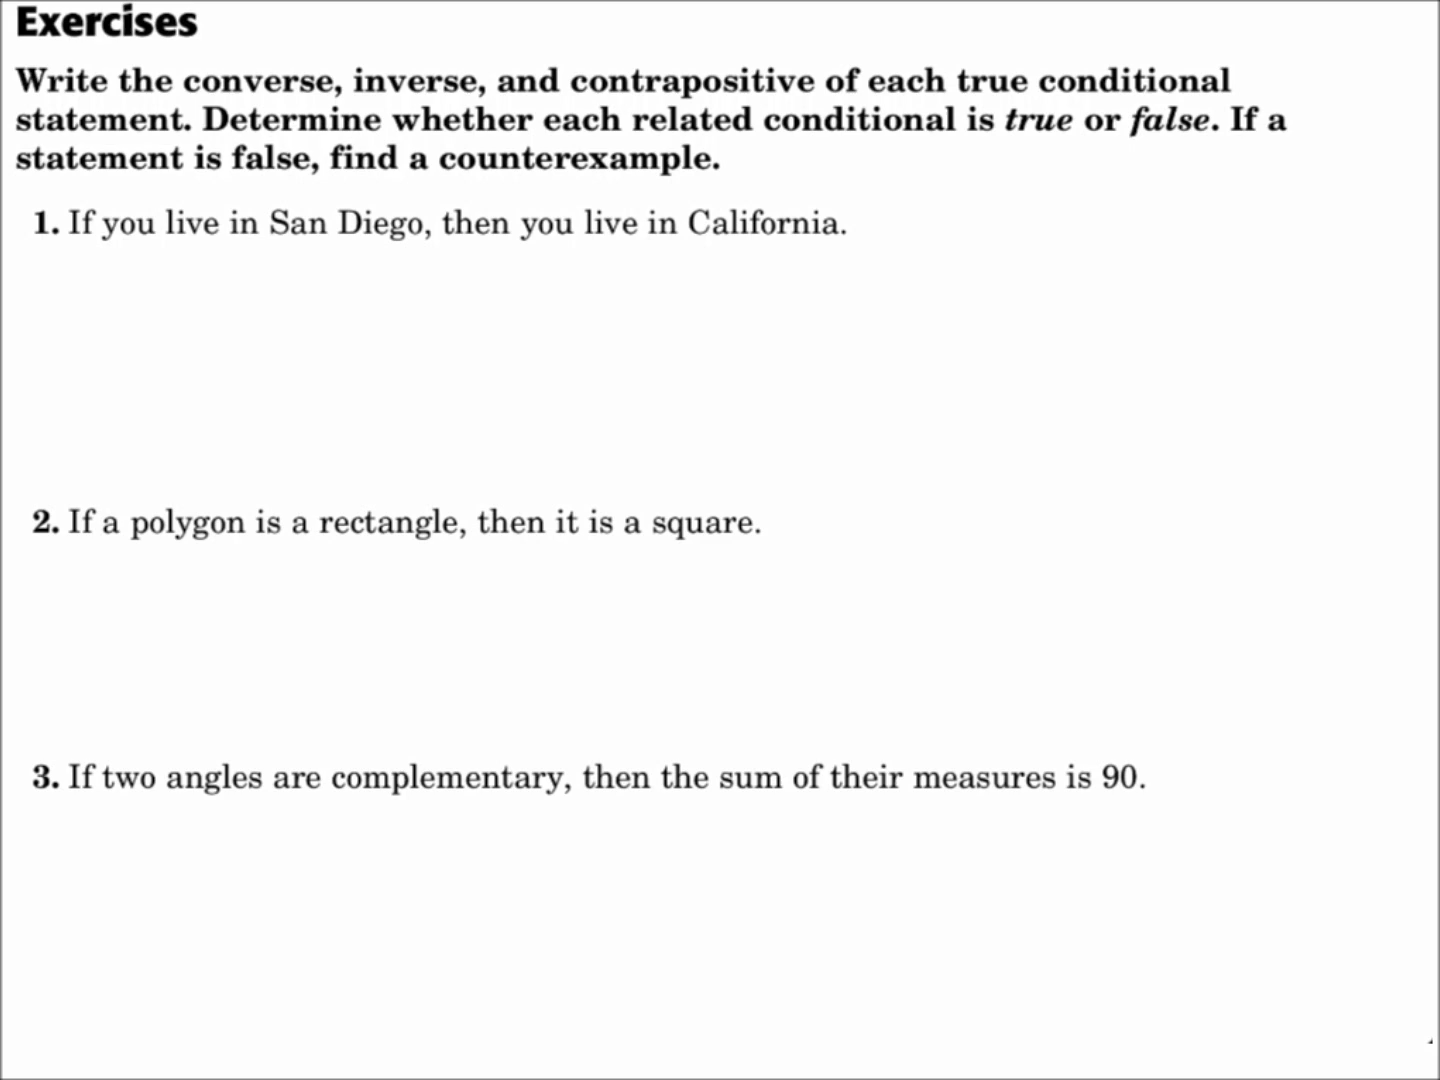 Exercises
Write the converse, inverse, and contrapositive of each true conditional
statement. Determine whether each related conditional is true or false. If a
statement is false, find a counterexample.
1. If you live in San Diego, then you live in California.
2. If a polygon is a rectangle, then it is a square.
3. If two angles are complementary, then the sum of their measures is 90.